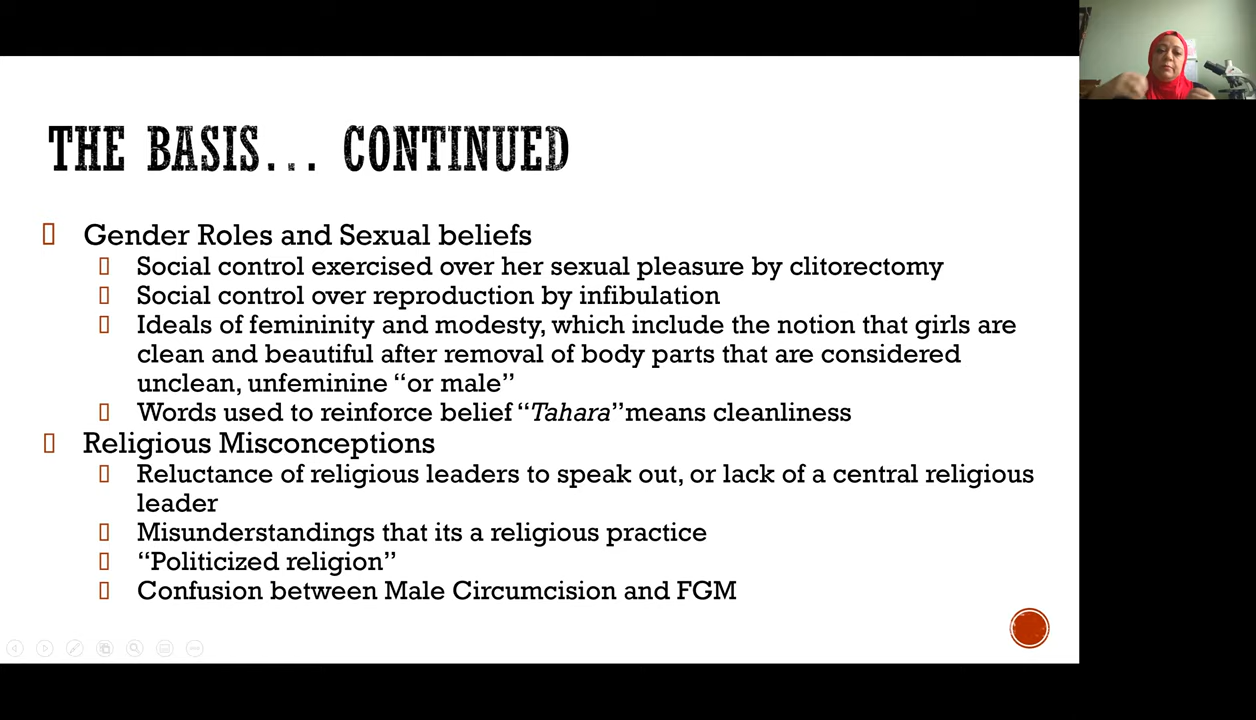 THE BASIS... CONTINUED
Gender Roles and Sexual beliefs
Social control exercised over her sexual pleasure by clitorectomy
Social control over reproduction by infibulation
Ideals of femininity and modesty, which include the notion that girls are
clean and beautiful after removal of body parts that are considered
unclean, unfeminine “or male”
Words used to reinforce belief “Tahara”means cleanliness
Religious Misconceptions
Reluctance of religious leaders to speak out, or lack of a central religious
leader
Misunderstandings that its a religious practice
“Politicized religion”
Confusion between Male Circumcision and FGM